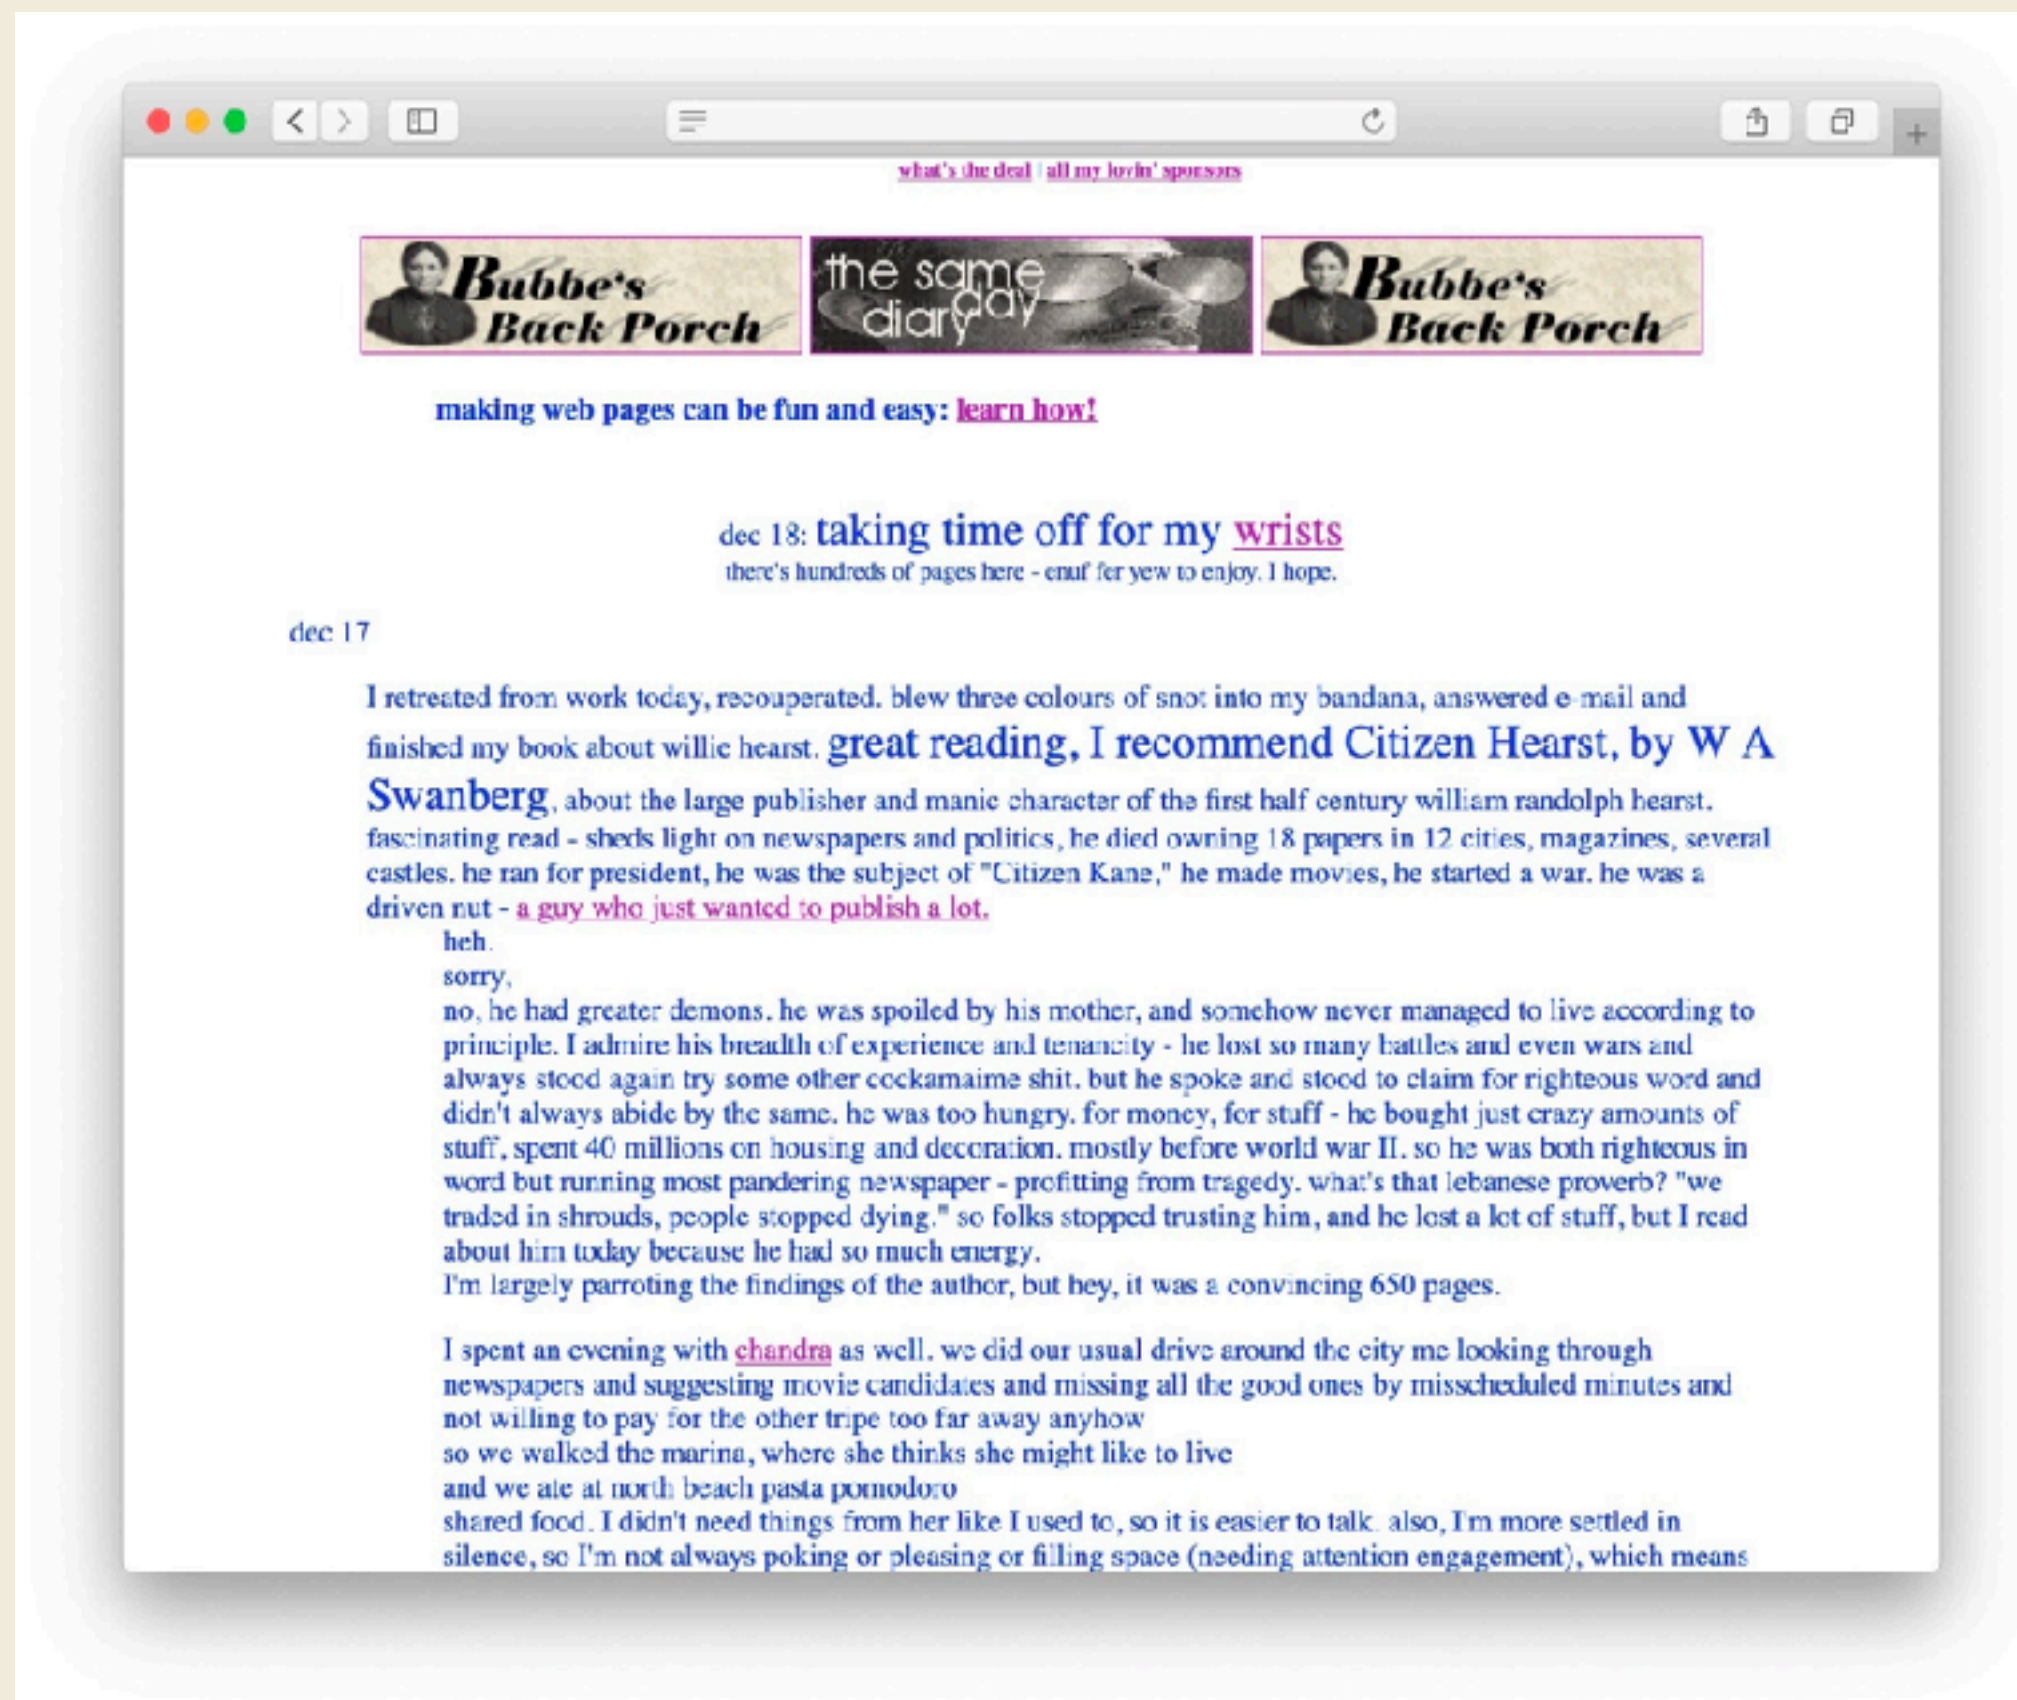 what's the deal | all my lovin' sponsors
Bubbe's
Back Porch
the same
day
diary
Bubbe's
Back Porch
making web pages can be fun and easy: learn how!
dec 18: taking time off for my wrists
there's hundreds of pages here - enuf fer yew to enjoy. I hope.
dec 17
I retreated from work today, recouperated. blew three colours of snot into my bandana, answered e-mail and
finished my book about willie hearst. great reading, I recommend Citizen Hearst, by W A
Swanberg, about the large publisher and manic character of the first half century william randolph hearst.
fascinating read - sheds light on newspapers and politics, he died owning 18 papers in 12 cities, magazines, several
castles. he ran for president, he was the subject of "Citizen Kane," he made movies, he started a war. he was a
driven nut - a guy who just wanted to publish a lot.
heh.
sorry,
no, he had greater demons. he was spoiled by his mother, and somehow never managed to live according to
principle. I admire his breadth of experience and tenancity - he lost so many battles and even wars and
always stood again try some other cockamaime shit. but he spoke and stood to claim for righteous word and
didn't always abide by the same. he was too hungry. for money, for stuff - he bought just crazy amounts of
stuff, spent 40 millions on housing and decoration. mostly before world war II. so he was both righteous in
word but running most pandering newspaper - profitting from tragedy. what's that lebanese proverb? "we
traded in shrouds, people stopped dying." so folks stopped trusting him, and he lost a lot of stuff, but I read
about him today because he had so much energy.
I'm largely parroting the findings of the author, but hey, it was a convincing 650 pages.
I spent an evening with chandra as well. we did our usual drive around the city me looking through
newspapers and suggesting movie candidates and missing all the good ones by misscheduled minutes and
not willing to pay for the other tripe too far away anyhow
so we walked the marina, where she thinks she might like to live
and we ate at north beach pasta pomodoro
shared food. I didn't need things from her like I used to, so it is easier to talk. also, I'm more settled in
silence, so I'm not always poking or pleasing or filling space (needing attention engagement), which means